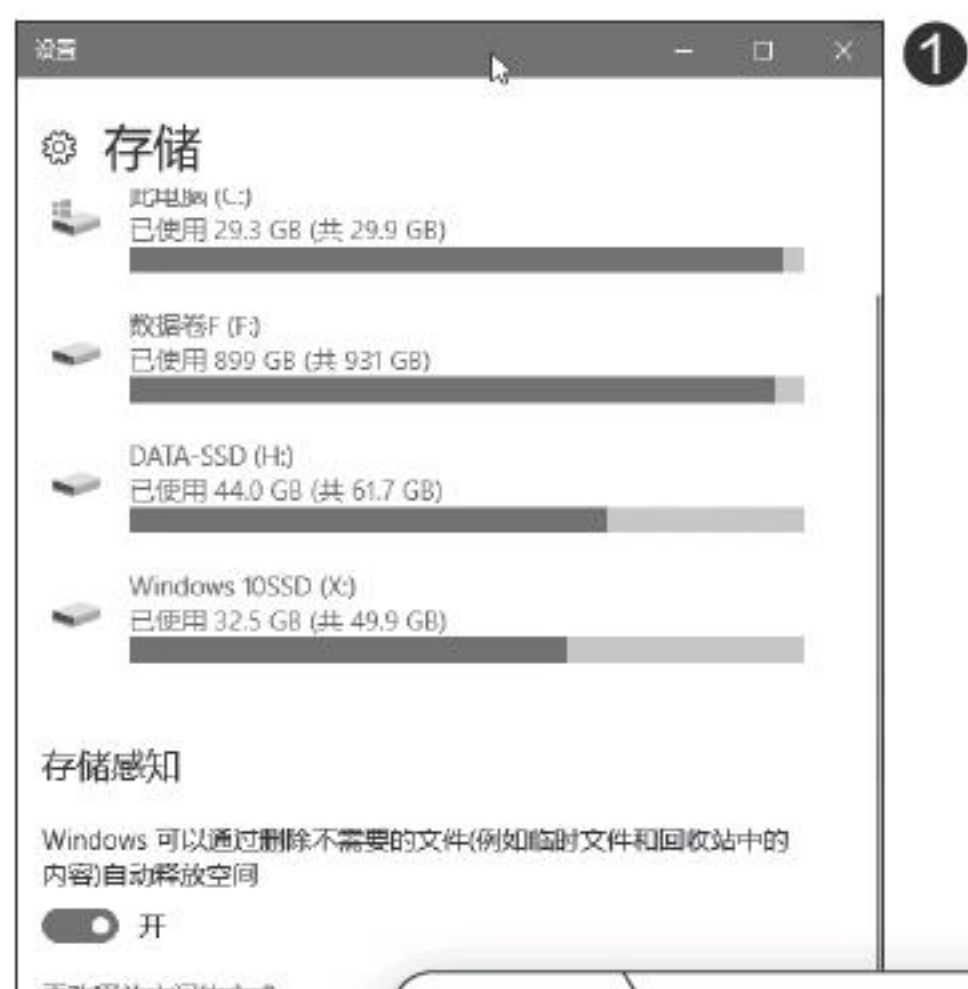 设置
1
存储
此电脑 (C:)
已使用 29.3 GB (共 29.9 GB)
数据卷F (F:)
已使用 899 GB (共 931 GB)
DATA-SSD (H:)
已使用 44.0 GB (共 61.7 GB)
Windows 10SSD (X:)
已使用 32.5 GB (共 49.9 GB)
存储感知
Windows 可以通过删除不需要的文件(例如临时文件和回收站中的
内容)自动释放空间
开